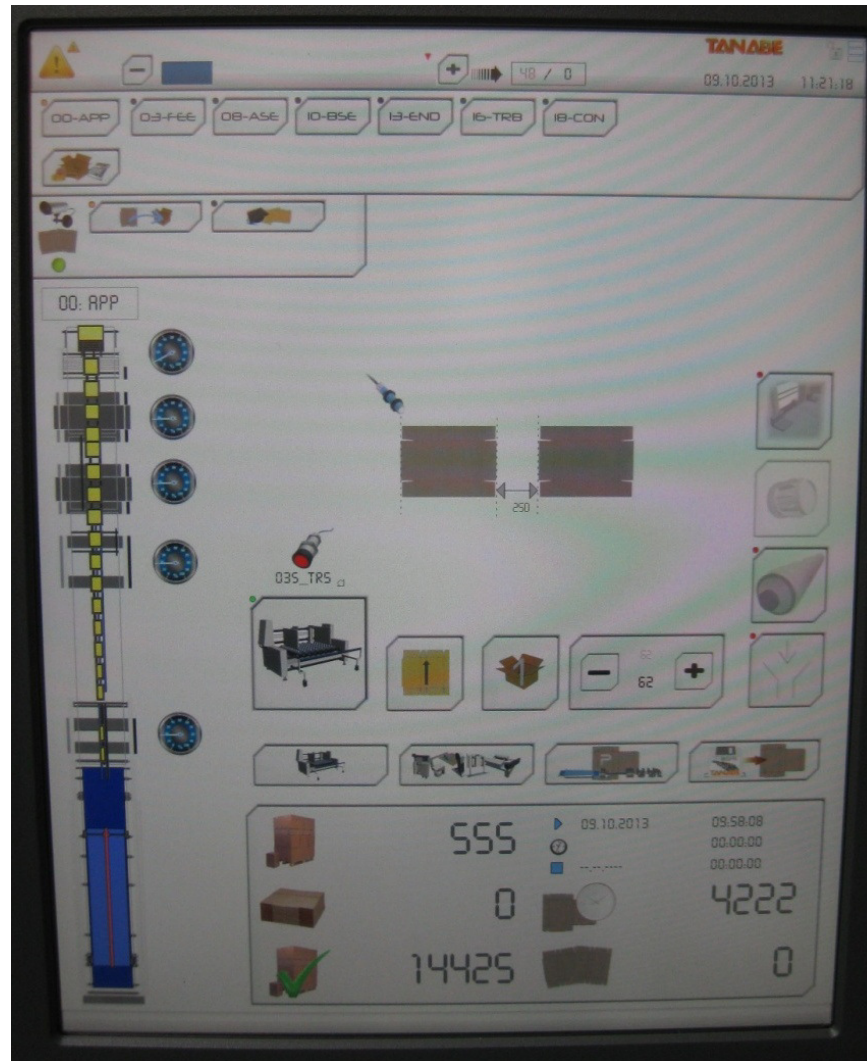 TANABE
48 / 0
09.10.2013 11:21:18
00-APP 03-FEE 08-ASE 10-BSE 13-END 16-TRB 18-CON
00: APP
250
035_TRS
62
62
P
TANABE
555
09.10.2013 09:58:08
00:00:00
--.--.---- 00:00:00
0 4222
14425 0